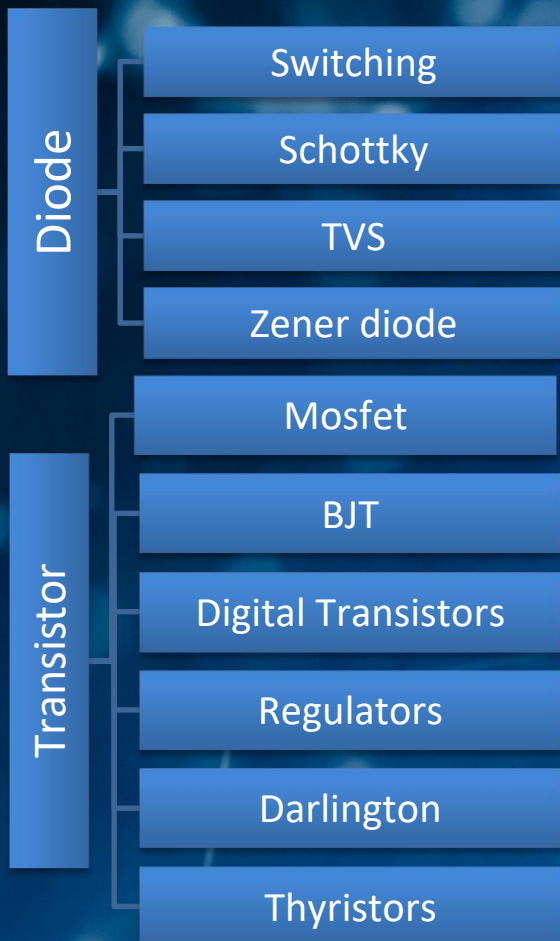 Diode
Switching
Schottky
TVS
Zener diode
Transistor
Mosfet
BJT
Digital Transistors
Regulators
Darlington
Thyristors